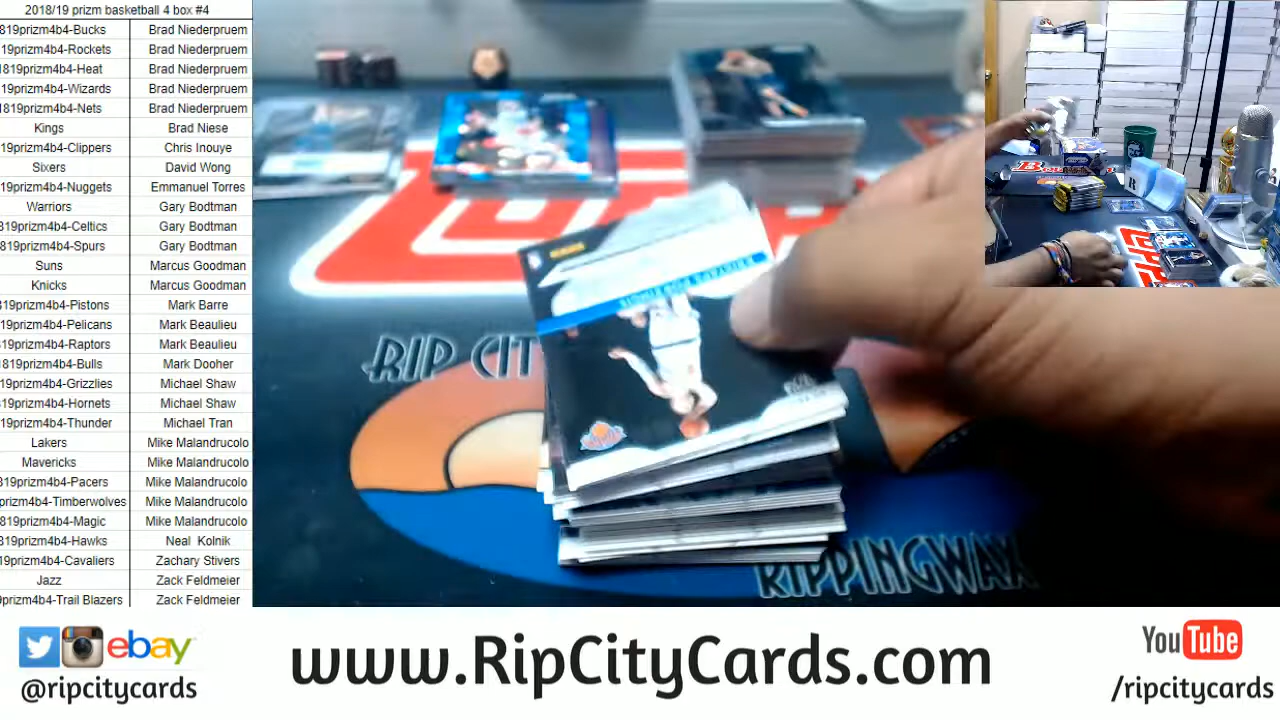 2018/19 prizm basketball 4 box #4
819prizm4b4-Bucks Brad Niederpruem
19prizm4b4-Rockets Brad Niederpruem
1819prizm4b4-Heat Brad Niederpruem
19prizm4b4-Wizards Brad Niederpruem
1819prizm4b4-Nets Brad Niederpruem
Kings Brad Niese
19prizm4b4-Clippers Chris Inouye
Sixers David Wong
19prizm4b4-Nuggets Emmanuel Torres
Warriors Gary Bodtman
819prizm4b4-Celtics Gary Bodtman
819prizm4b4-Spurs Gary Bodtman
Suns Marcus Goodman
Knicks Marcus Goodman
819prizm4b4-Pistons Mark Barre
19prizm4b4-Pelicans Mark Beaulieu
19prizm4b4-Raptors Mark Beaulieu
1819prizm4b4-Bulls Mark Dooher
19prizm4b4-Grizzlies Michael Shaw
19prizm4b4-Hornets Michael Shaw
19prizm4b4-Thunder Michael Tran
Lakers Mike Malandrucolo
Mavericks Mike Malandrucolo
819prizm4b4-Pacers Mike Malandrucolo
prizm4b4-Timberwolves Mike Malandrucolo
819prizm4b4-Magic Mike Malandrucolo
819prizm4b4-Hawks Neal Kolnik
9prizm4b4-Cavaliers Zachary Stivers
Jazz Zack Feldmeier
9prizm4b4-Trail Blazers Zack Feldmeier
RIP CIT
RIPPINGWAX
ebay
@ripcitycards
www.RipCityCards.com
YouTube
/ripcitycards